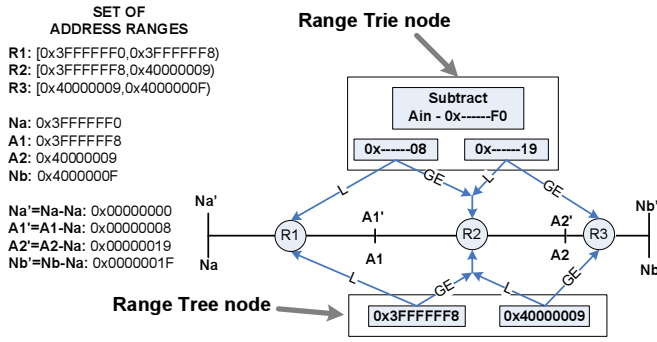 SET OF
ADDRESS RANGES
R1: [0x3FFFFFF0,0x3FFFFFF8)
R2: [0x3FFFFFF8,0x40000009)
R3: [0x40000009,0x4000000F)
Na: 0x3FFFFFF0
A1: 0x3FFFFFF8
A2: 0x40000009
Nb: 0x4000000F
Na'=Na-Na: 0x00000000
A1'=A1-Na: 0x00000008
A2'=A2-Na: 0x00000019
Nb'=Nb-Na: 0x0000001F
Range Trie node
Subtract
Ain - 0x------F0
0x------08
0x------19
L
GE
L
GE
Na'
A1'
A2'
Nb'
R1
R2
R3
Na
A1
A2
Nb
L
GE
L
GE
Range Tree node
0x3FFFFFF8
0x40000009